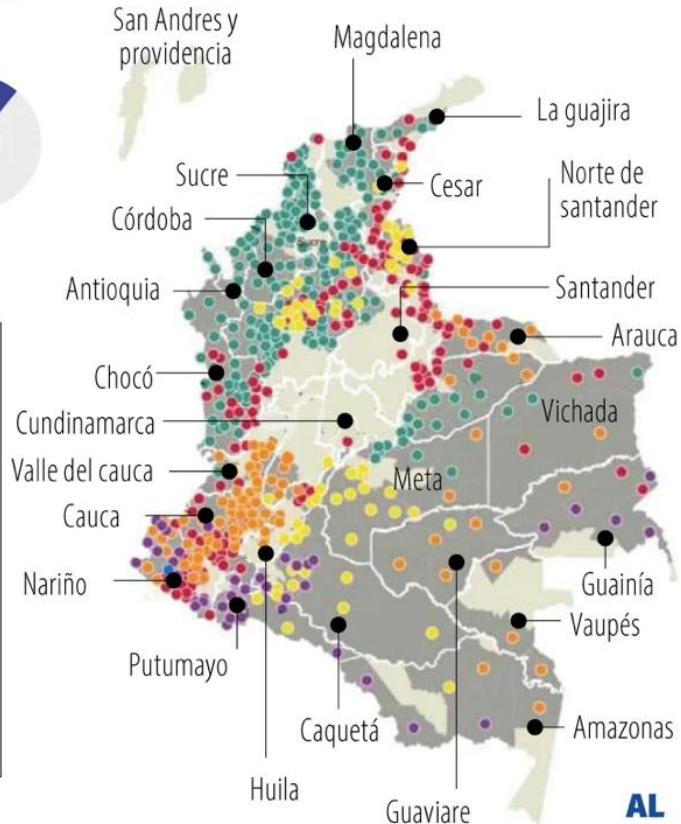 San Andres y
providencia
Magdalena
La guajira
Sucre
Cesar
Norte de
santander
Córdoba
Sucre
Antioquia
Santander
Arauca
Chocó
Cundinamarca
Vichada
Valle del cauca
Meta
Cauca
Nariño
Guainía
Vaupés
Putumayo
Caquetá
Amazonas
Huila
Guaviare
AL